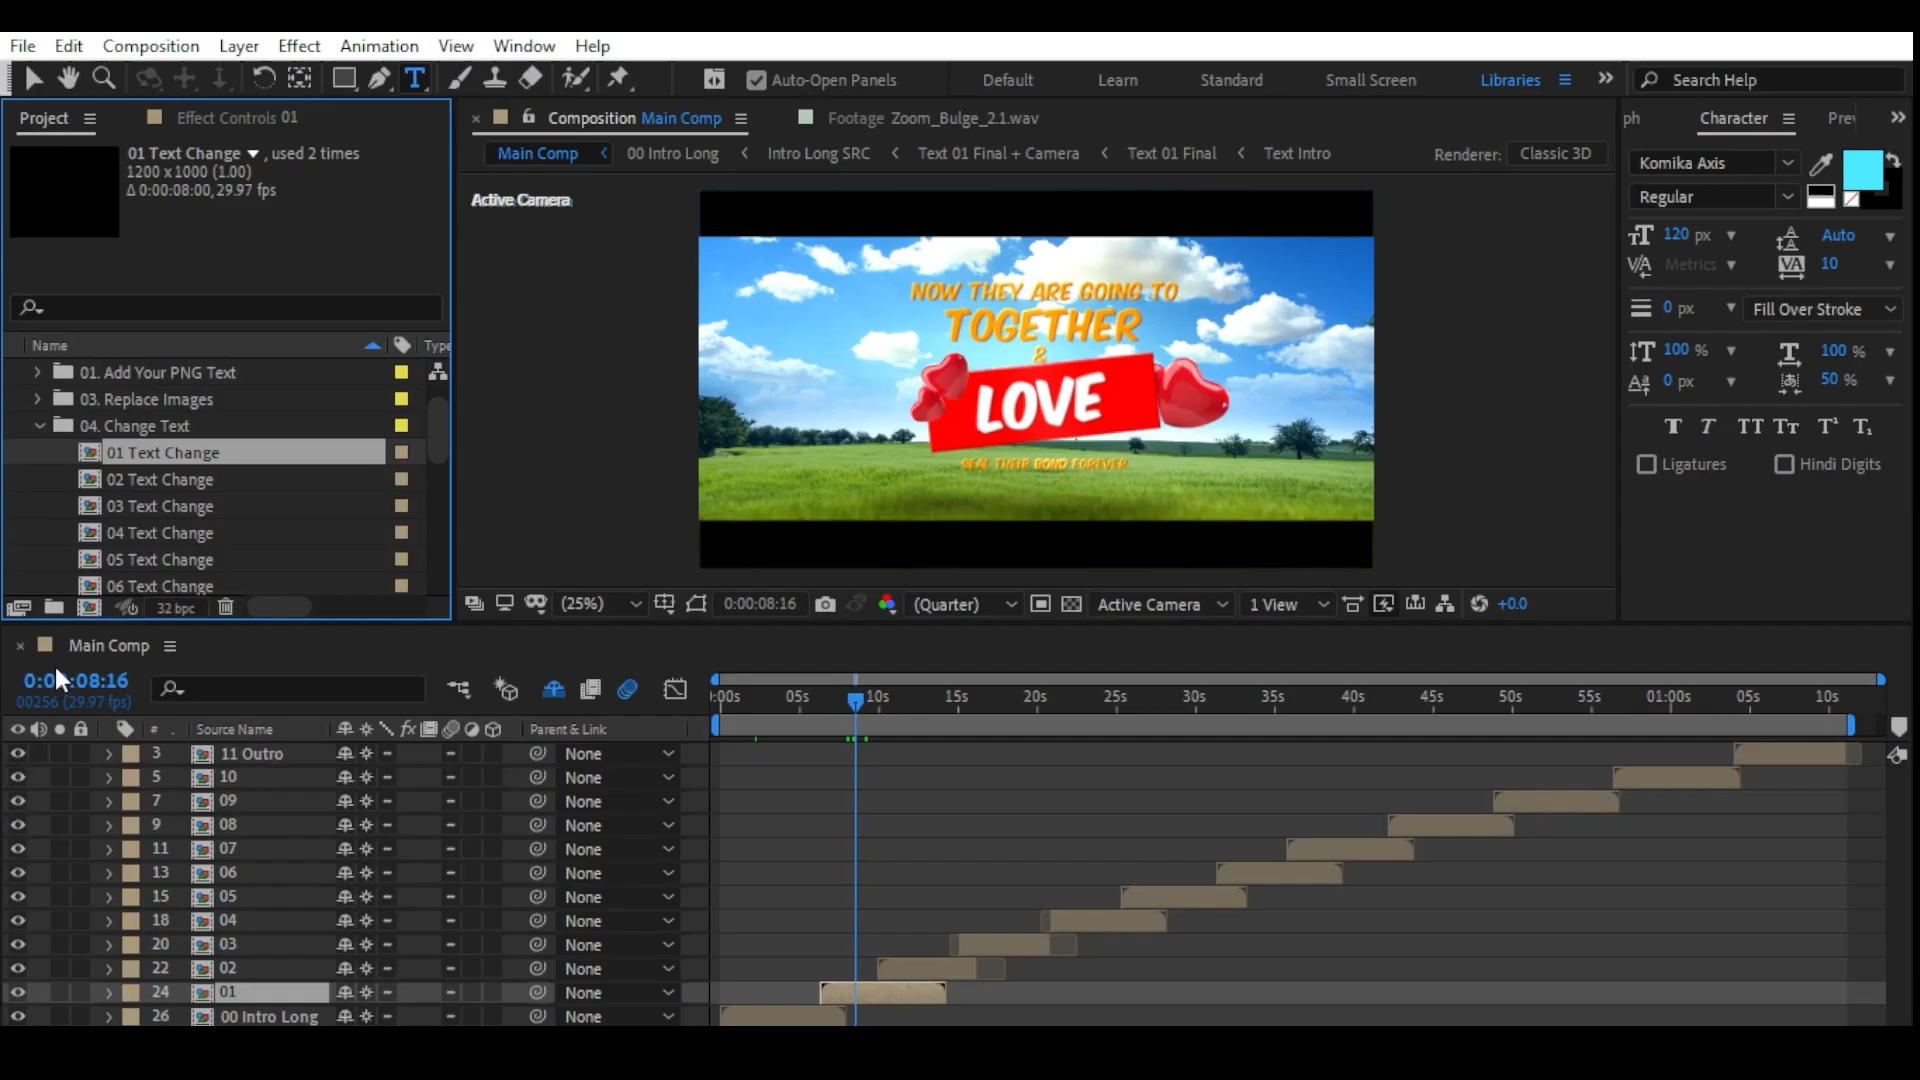 File Edit Composition Layer Effect Animation View Window Help
Auto-Open Panels Default Learn Standard Small Screen Libraries Search Help
Project Effect Controls 01
01 Text Change , used 2 times
1200 x 1000 (1.00)
Δ 0:00:08:00, 29.97 fps
Name Type
01. Add Your PNG Text
03. Replace Images
04. Change Text
01 Text Change
02 Text Change
03 Text Change
04 Text Change
05 Text Change
06 Text Change
32 bpc
Composition Main Comp Footage Zoom_Bulge_2.1.wav
Main Comp 00 Intro Long Intro Long SRC Text 01 Final + Camera Text 01 Final Text Intro Renderer: Classic 3D
Active Camera
NOW THEY ARE GOING TO
TOGETHER
&
LOVE
SEAL THEIR BOND FOREVER
(25%) 0:00:08:16 (Quarter) Active Camera 1 View +0.0
ph Character Pre
Komika Axis
Regular
120 px Auto
Metrics 10
0 px Fill Over Stroke
100 % 100 %
0 px 50 %
Ligatures Hindi Digits
Main Comp
08:16
00256 (29.97 fps)
:00s 05s 10s 15s 20s 25s 30s 35s 40s 45s 50s 55s 01:00s 05s 10s
# . Source Name fx Parent & Link
3 11 Outro None
5 10 None
7 09 None
9 08 None
11 07 None
13 06 None
15 05 None
18 04 None
20 03 None
22 02 None
24 01 None
26 00 Intro Long None